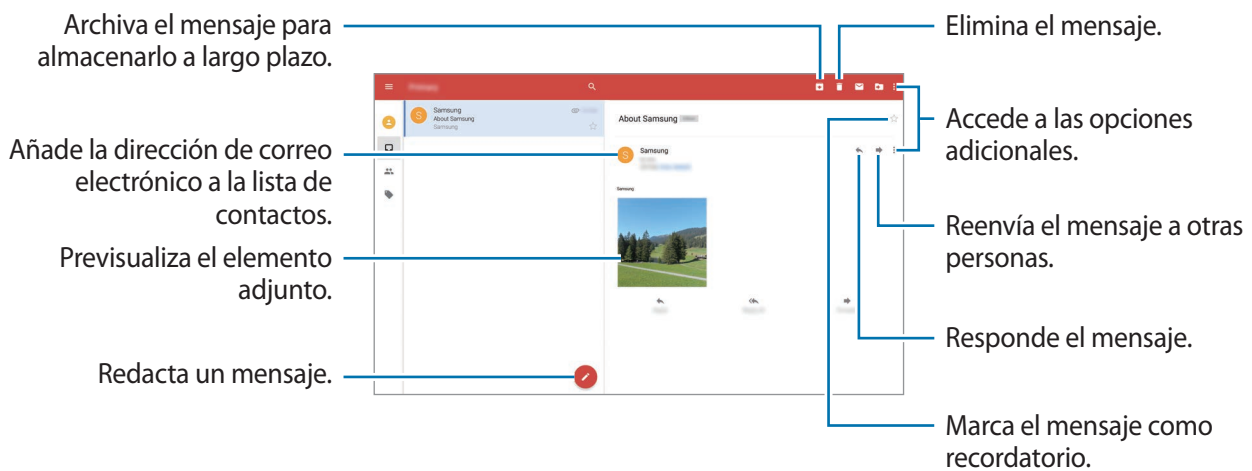 Archiva el mensaje para
almacenarlo a largo plazo.
Elimina el mensaje.
Samsung
About Samsung
Samsung
About Samsung
Accede a las opciones
adicionales.
Añade la dirección de correo
electrónico a la lista de
contactos.
S
S
Samsung
Samsung
Reenvía el mensaje a otras
personas.
Previsualiza el elemento
adjunto.
Responde el mensaje.
Redacta un mensaje.
Marca el mensaje como
recordatorio.